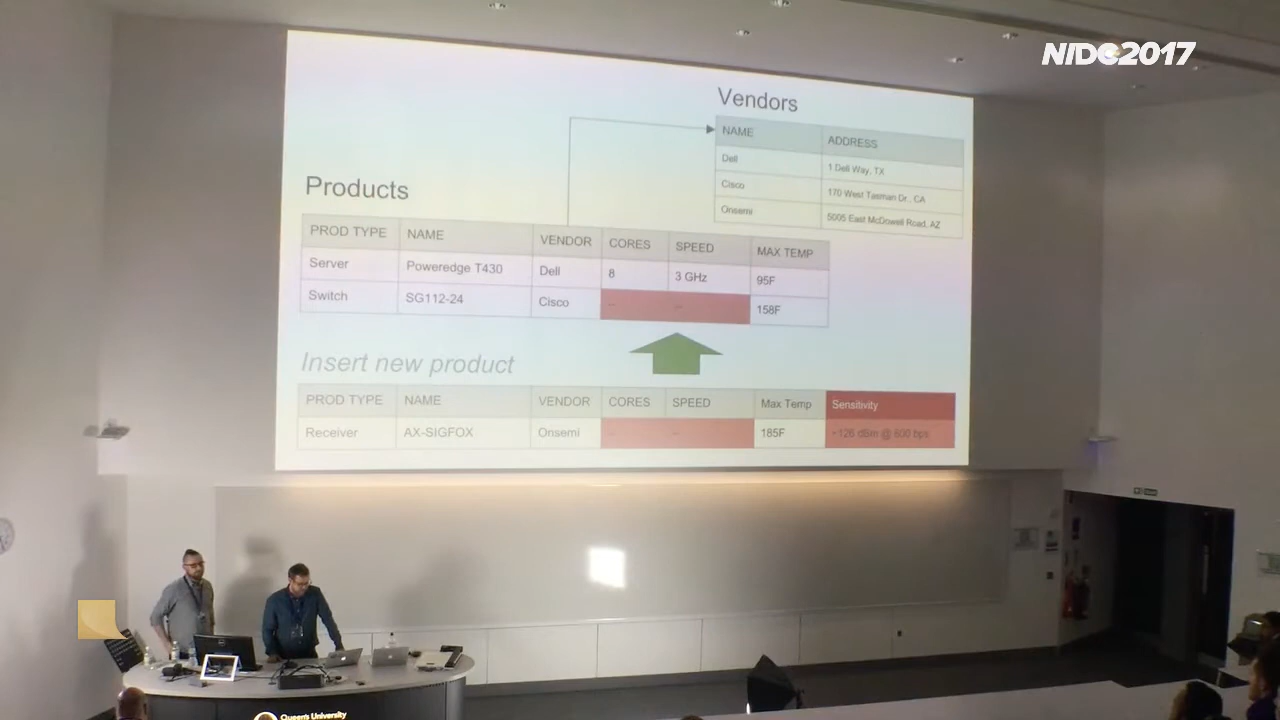 NIDC2017
Vendors
NAME ADDRESS
Dell 1 Dell Way, TX
Cisco 170 West Tasman Dr., CA
Onsemi 5005 East McDowell Road, AZ
Products
PROD TYPE NAME VENDOR CORES SPEED MAX TEMP
Server Poweredge T430 Dell 8 3 GHz 95F
Switch SG112-24 Cisco – – 158F
Insert new product
PROD TYPE NAME VENDOR CORES SPEED Max Temp Sensitivity
Receiver AX-SIGFOX Onsemi – – 185F @ 600 bps
Queen's University